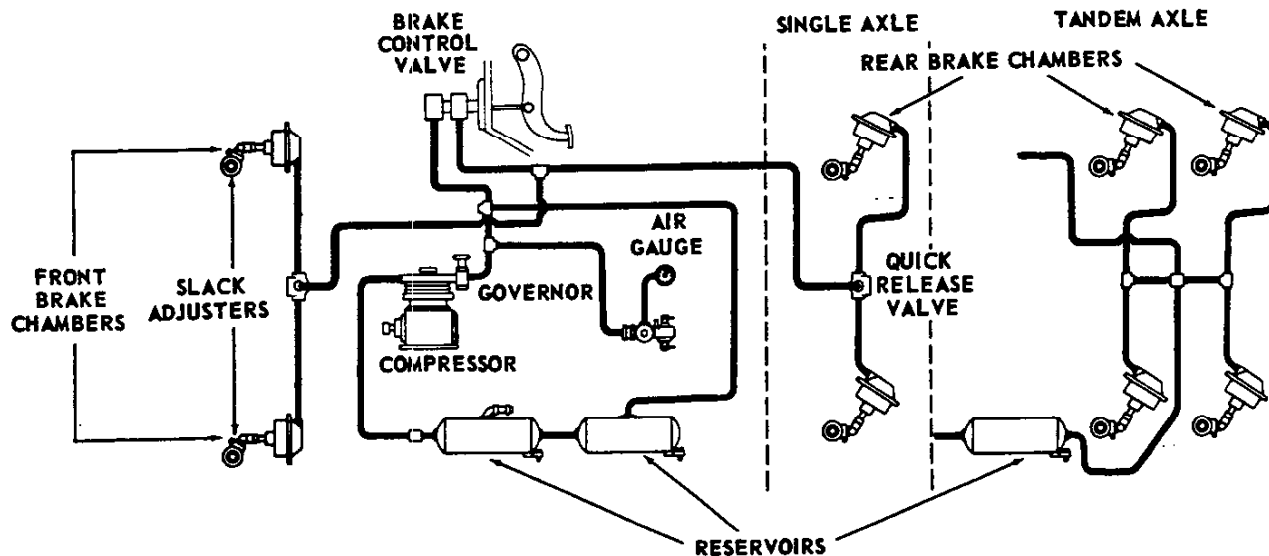 BRAKE
CONTROL
VALVE
SINGLE AXLE
TANDEM AXLE
REAR BRAKE CHAMBERS
FRONT
BRAKE
CHAMBERS
SLACK
ADJUSTERS
AIR
GAUGE
GOVERNOR
COMPRESSOR
QUICK
RELEASE
VALVE
RESERVOIRS